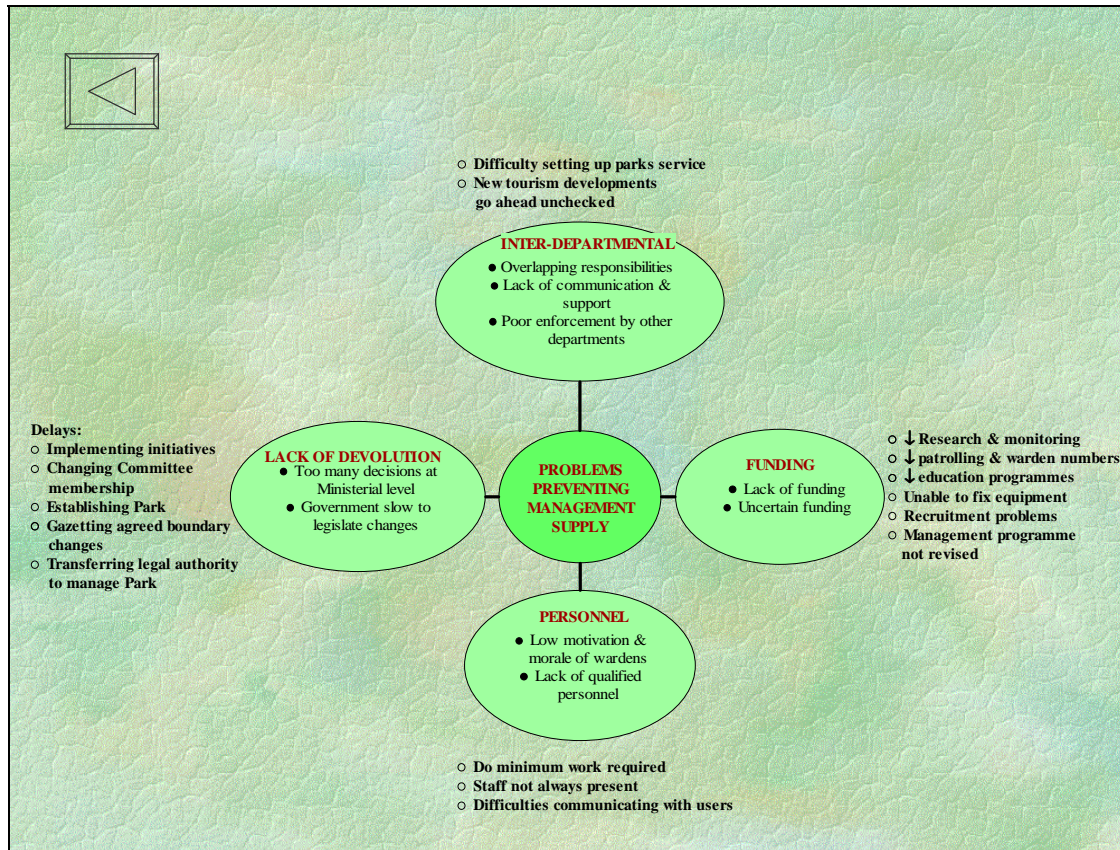 ○ Difficulty setting up parks service
○ New tourism developments
go ahead unchecked
INTER-DEPARTMENTAL
● Overlapping responsibilities
● Lack of communication &
support
● Poor enforcement by other
departments
Delays:
○ Implementing initiatives
○ Changing Committee
membership
○ Establishing Park
○ Gazetting agreed boundary
changes
○ Transferring legal authority
to manage Park
LACK OF DEVOLUTION
● Too many decisions at
Ministerial level
● Government slow to
legislate changes
PROBLEMS
PREVENTING
MANAGEMENT
SUPPLY
FUNDING
● Lack of funding
● Uncertain funding
○ ↓ Research & monitoring
○ ↓ patrolling & warden numbers
○ ↓ education programmes
○ Unable to fix equipment
○ Recruitment problems
○ Management programme
not revised
PERSONNEL
● Low motivation &
morale of wardens
● Lack of qualified
personnel
○ Do minimum work required
○ Staff not always present
○ Difficulties communicating with users